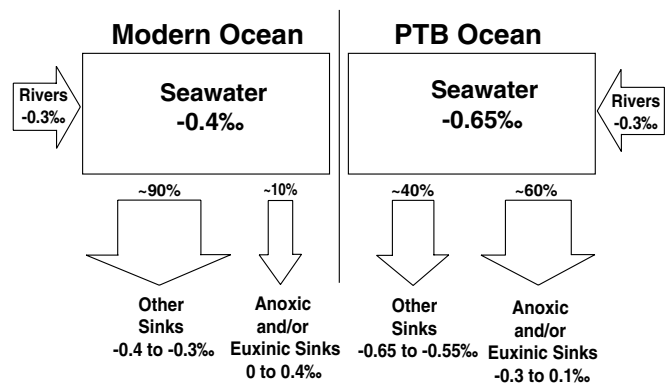 Modern Ocean
PTB Ocean
Rivers
-0.3‰
Seawater
-0.4‰
Seawater
-0.65‰
Rivers
-0.3‰
~90%
~10%
~40%
~60%
Other
Sinks
-0.4 to -0.3‰
Anoxic
and/or
Euxinic Sinks
0 to 0.4‰
Other
Sinks
-0.65 to -0.55‰
Anoxic
and/or
Euxinic Sinks
-0.3 to 0.1‰